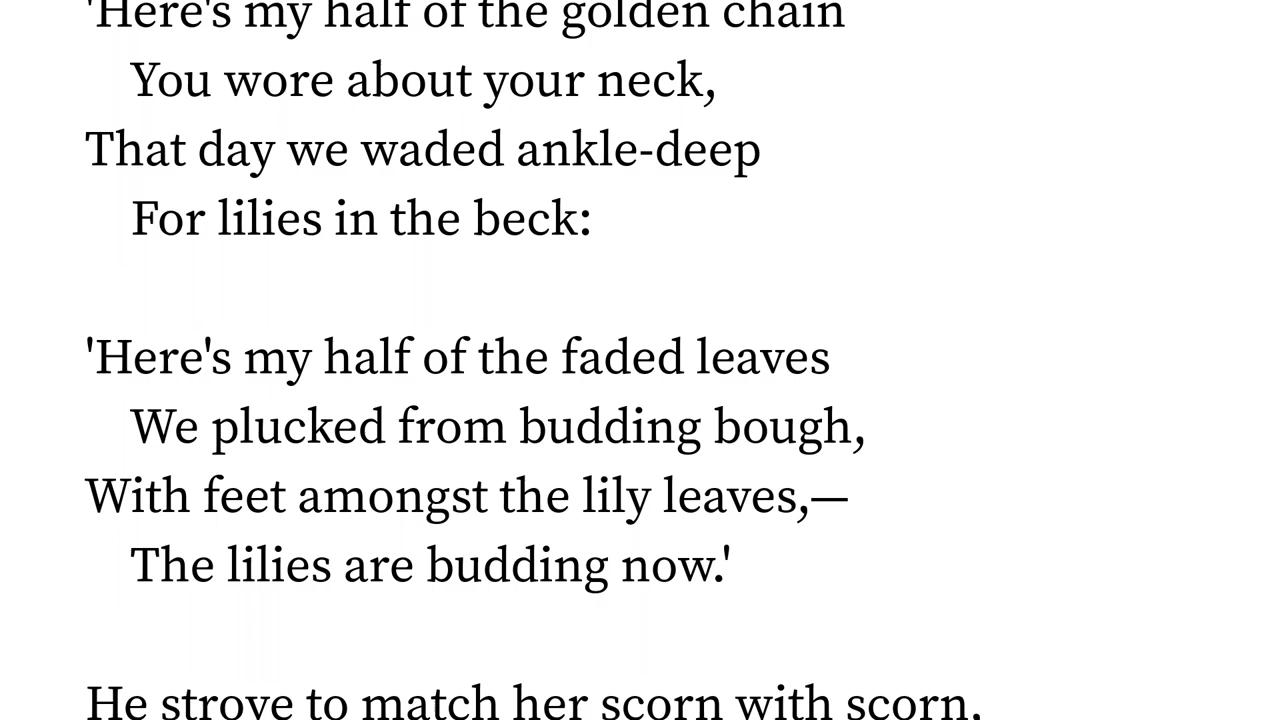 'Here's my half of the golden chain
You wore about your neck,
That day we waded ankle-deep
For lilies in the beck:
'Here's my half of the faded leaves
We plucked from budding bough,
With feet amongst the lily leaves,—
The lilies are budding now.'
He strove to match her scorn with scorn,